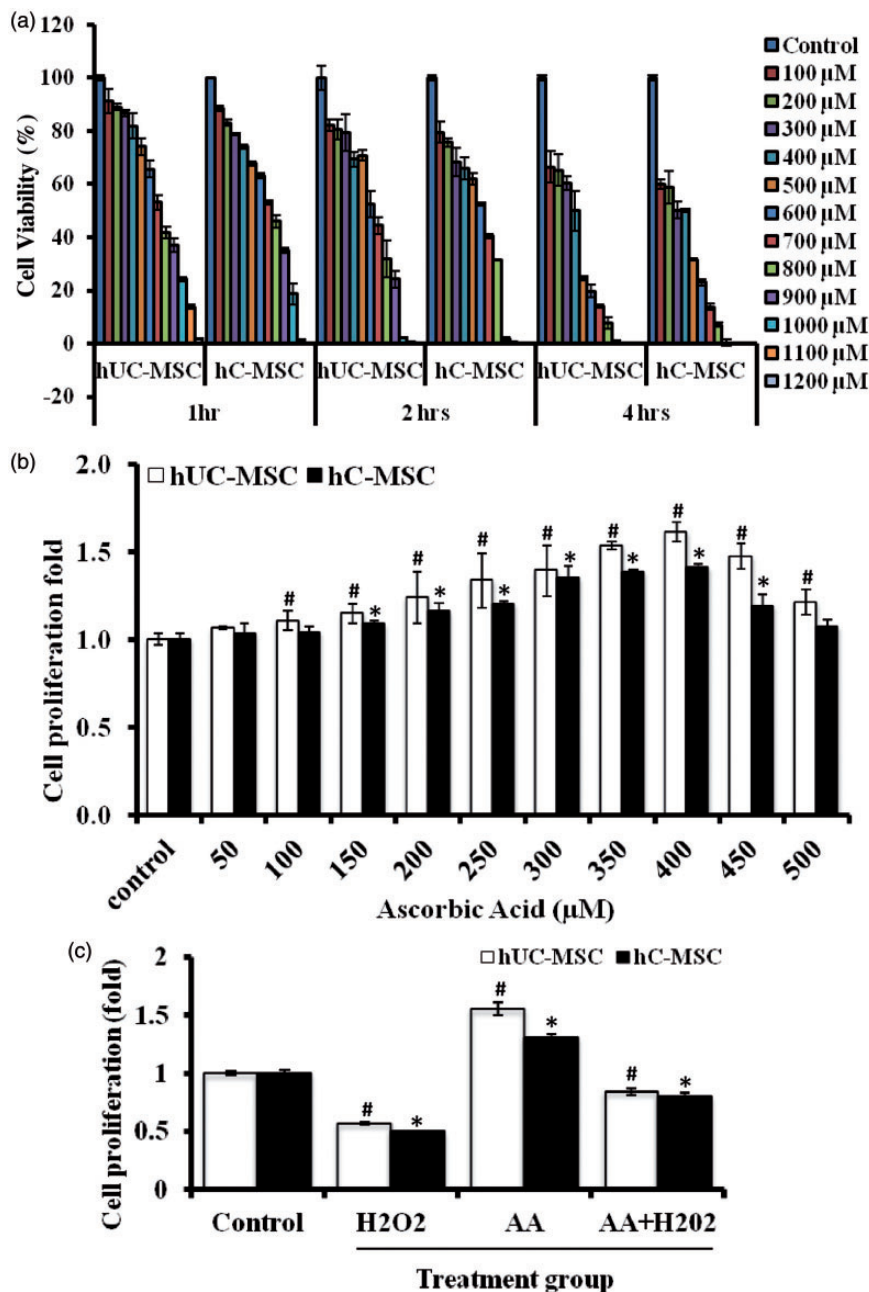 (a)
120
100
80
60
40
20
0
-20
Cell Viability (%)
hUC-MSC hC-MSC hUC-MSC hC-MSC hUC-MSC hC-MSC
1hr 2 hrs 4 hrs
Control
100 µM
200 µM
300 µM
400 µM
500 µM
600 µM
700 µM
800 µM
900 µM
1000 µM
1100 µM
1200 µM
(b)
hUC-MSC hC-MSC
2.0
1.5
1.0
0.5
0.0
Cell proliferation fold
# # # # # # # # #
* * * * * * *
control 50 100 150 200 250 300 350 400 450 500
Ascorbic Acid (µM)
(c)
hUC-MSC hC-MSC
2
1.5
1
0.5
0
Cell proliferation (fold)
# * # * # *
Control H2O2 AA AA+H202
Treatment group